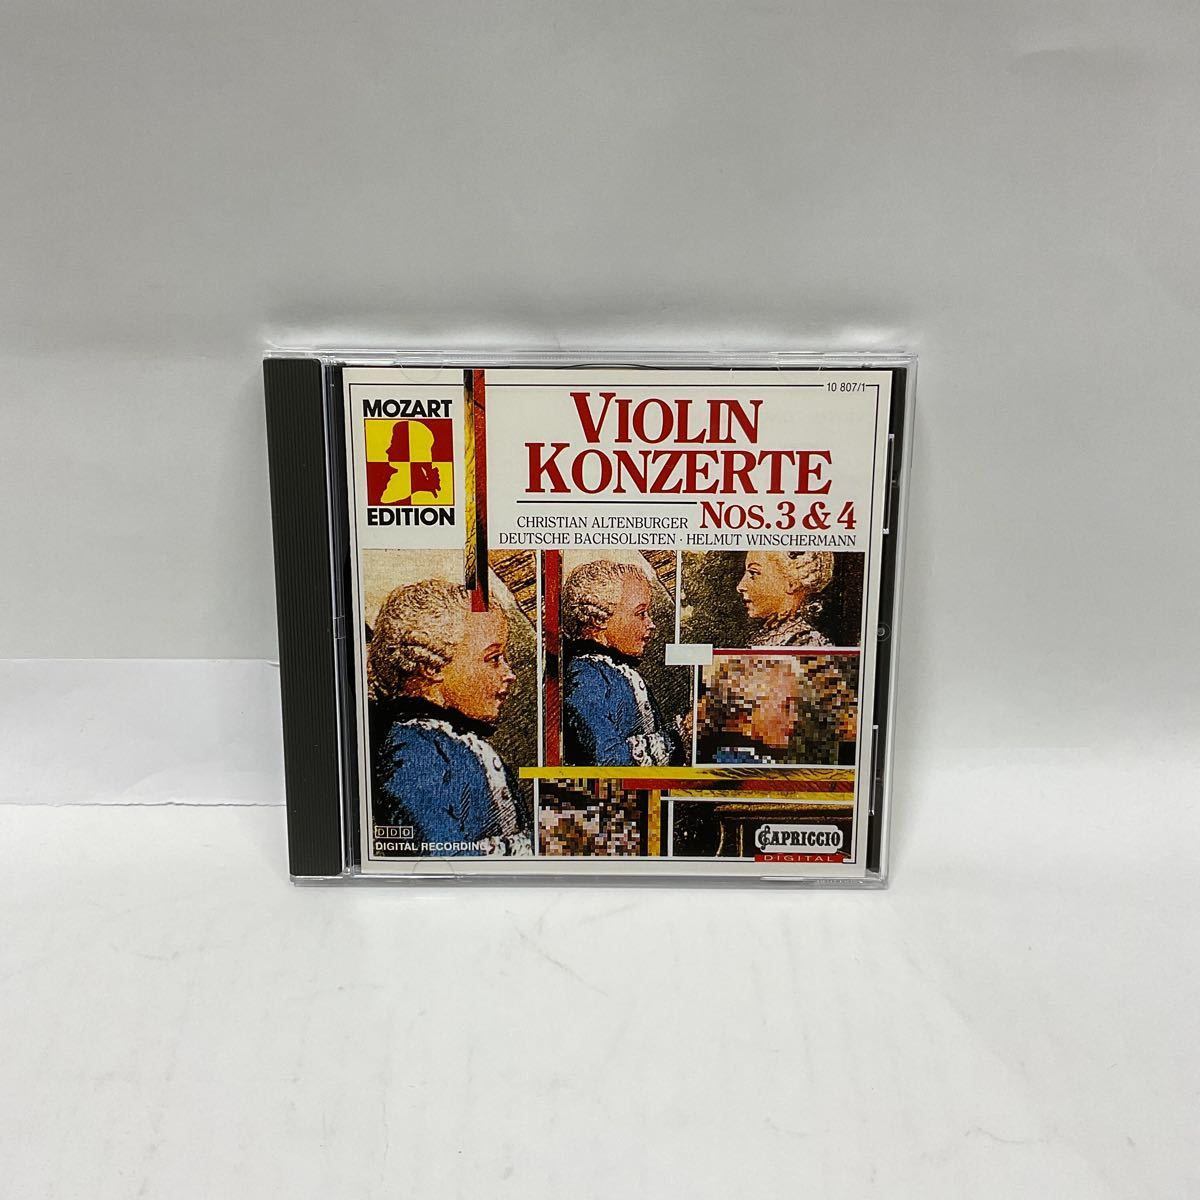 10 807/1
MOZART
EDITION
VIOLIN
KONZERTE
NOS. 3 & 4
CHRISTIAN ALTENBURGER
DEUTSCHE BACHSOLISTEN · HELMUT WINSCHERMANN
DDD
DIGITAL RECORDING
CAPRICCIO
DIGITAL